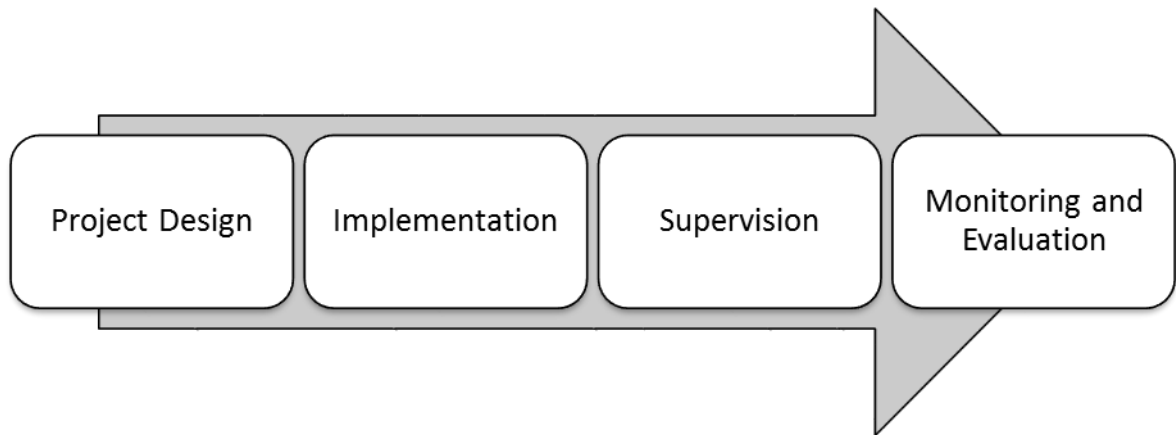 Project Design
Implementation
Supervision
Monitoring and
Evaluation